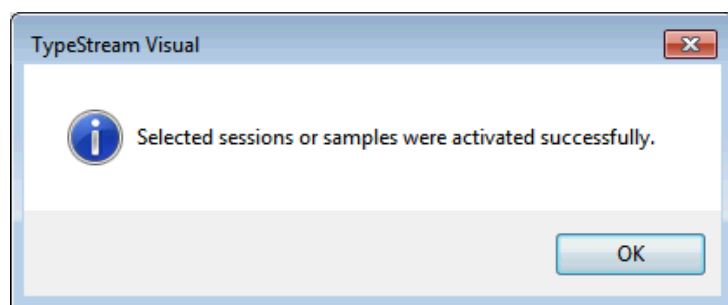 TypeStream Visual
Selected sessions or samples were activated successfully.
OK